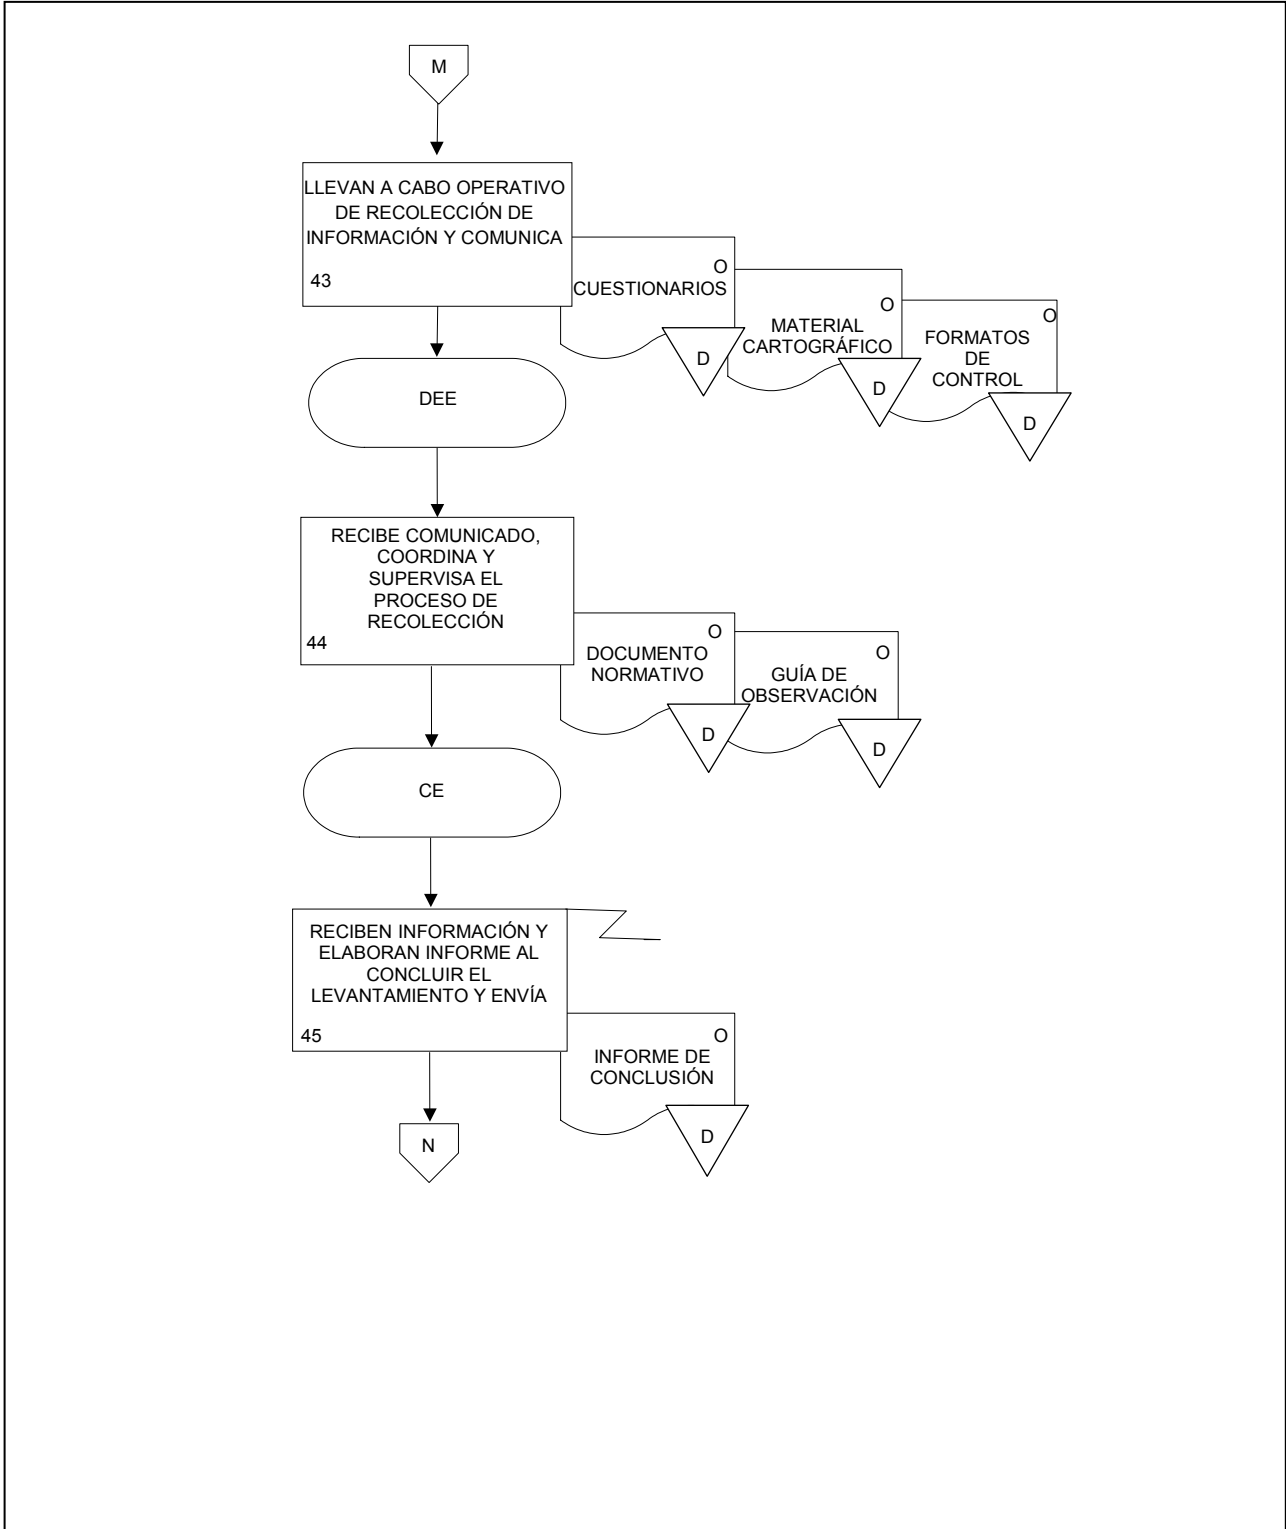 M
LLEVAN A CABO OPERATIVO
DE RECOLECCIÓN DE
INFORMACIÓN Y COMUNICA
43
O
CUESTIONARIOS
D
O
MATERIAL
CARTOGRÁFICO
D
O
FORMATOS
DE
CONTROL
D
DEE
RECIBE COMUNICADO,
COORDINA Y
SUPERVISA EL
PROCESO DE
RECOLECCIÓN
44
O
DOCUMENTO
NORMATIVO
D
O
GUÍA DE
OBSERVACIÓN
D
CE
RECIBEN INFORMACIÓN Y
ELABORAN INFORME AL
CONCLUIR EL
LEVANTAMIENTO Y ENVÍA
45
O
INFORME DE
CONCLUSIÓN
D
N